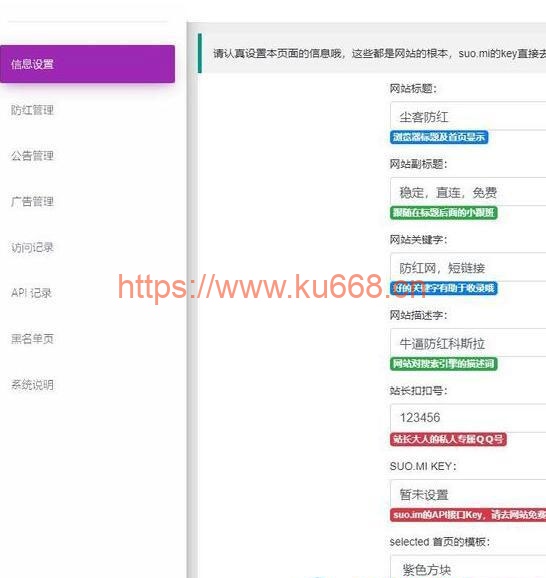 信息设置
防红管理
公告管理
广告管理
访问记录
API 记录
黑名单页
系统说明
请认真设置本页面的信息哦，这些都是网站的根本，suo.mi的key直接去
网站标题：
尘客防红
浏览器标题及首页显示
网站副标题：
稳定，直连，免费
跟随在标题后面的小跟班
网站关键字：
防红网，短链接
好的关键字有助于收录哦
网站描述字：
牛逼防红科斯拉
网站对搜索引擎的描述词
站长扣扣号：
123456
站长大人的私人专属QQ号
SUO.MI KEY：
暂未设置
suo.im的API接口Key，请去网站免费
selected 首页的模板：
紫色方块
https://www.ku668.cn